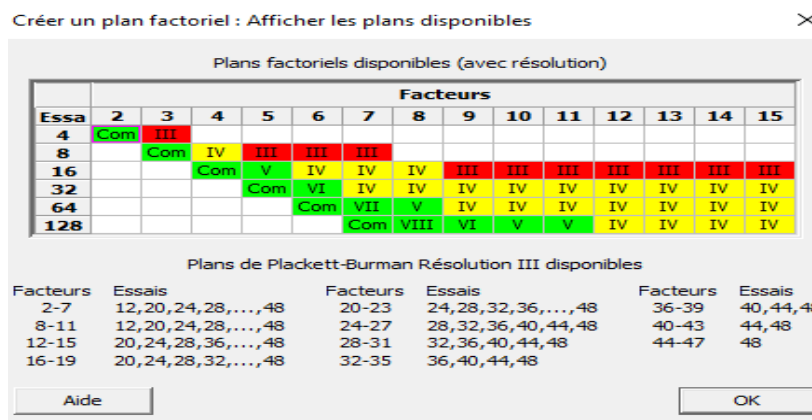 Créer un plan factoriel : Afficher les plans disponibles
Plans factoriels disponibles (avec résolution)
Facteurs
Essa 2 3 4 5 6 7 8 9 10 11 12 13 14 15
4 Com III
8 Com IV III III III
16 Com V IV IV IV III III III III III III III
32 Com VI IV IV IV IV IV IV IV IV IV
64 Com VII V IV IV IV IV IV IV IV
128 Com VIII VI V V IV IV IV IV
Plans de Plackett-Burman Résolution III disponibles
Facteurs Essais Facteurs Essais Facteurs Essais
2-7 12,20,24,28,...,48 20-23 24,28,32,36,...,48 36-39 40,44,4
8-11 12,20,24,28,...,48 24-27 28,32,36,40,44,48 40-43 44,48
12-15 20,24,28,36,...,48 28-31 32,36,40,44,48 44-47 48
16-19 20,24,28,32,...,48 32-35 36,40,44,48
Aide OK